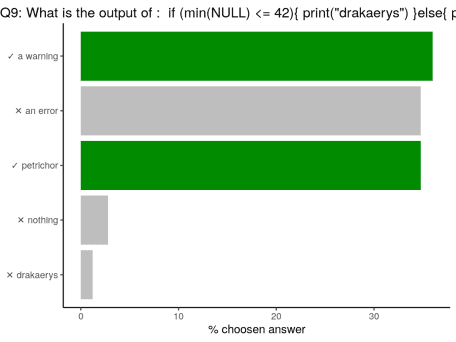 Q9: What is the output of : if (min(NULL) <= 42){ print("drakaerys") }else{ p
✓ a warning
✕ an error
✓ petrichor
✕ nothing
✕ drakaerys
0 10 20 30
% choosen answer